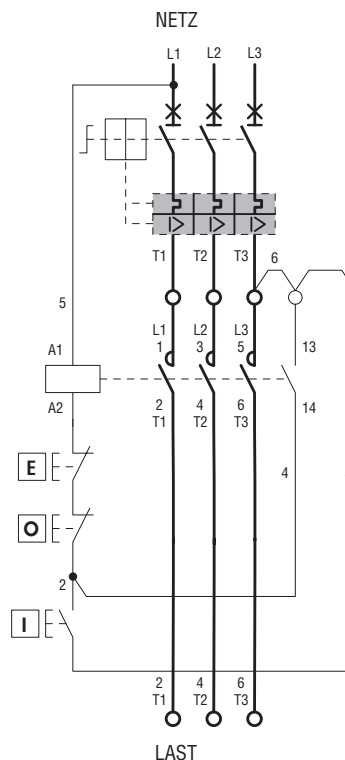 NETZ
L1 L2 L3
I> I> I>
T1 T2 T3
6
5
L1 L2 L3
1 3 5
13
A1
A2
2 4 6
T1 T2 T3
14
E
4
O
2
I
2 4 6
T1 T2 T3
LAST